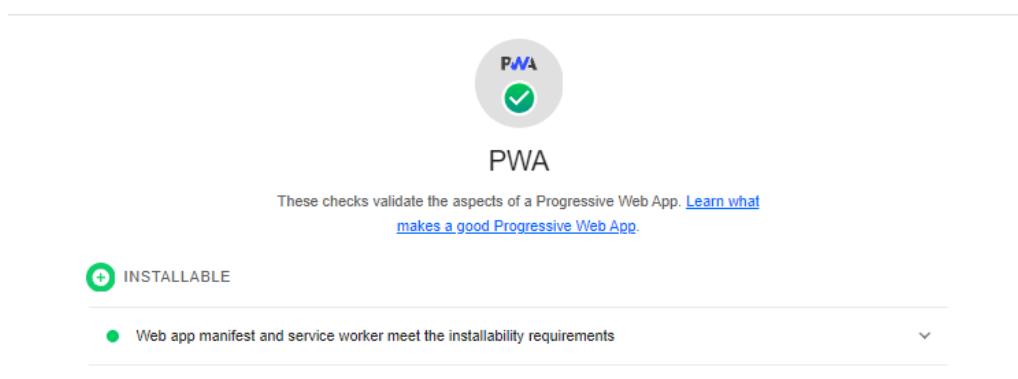 PWA
PWA
These checks validate the aspects of a Progressive Web App. Learn what
makes a good Progressive Web App.
INSTALLABLE
Web app manifest and service worker meet the installability requirements